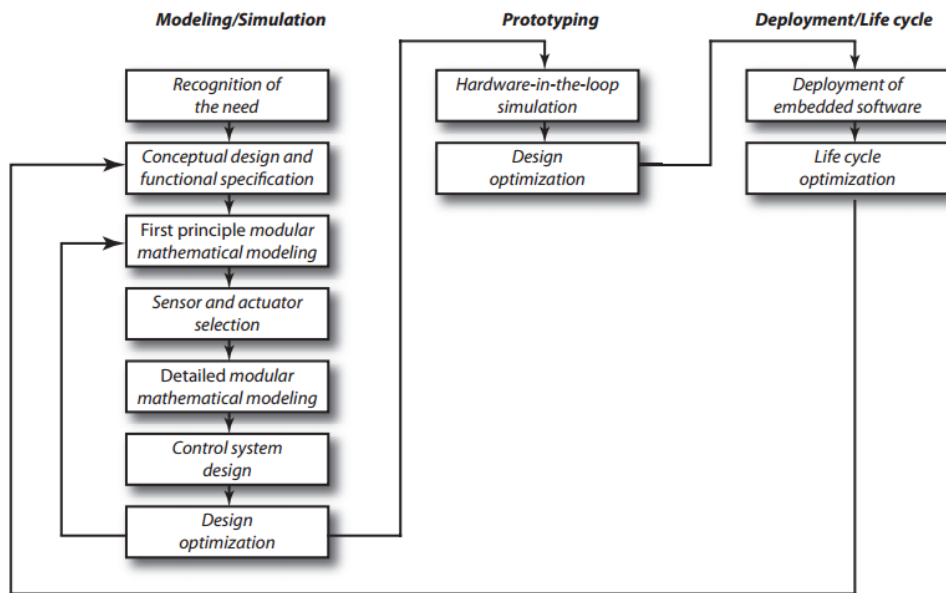 Modeling/Simulation
Recognition of
the need
Conceptual design and
functional specification
First principle modular
mathematical modeling
Sensor and actuator
selection
Detailed modular
mathematical modeling
Control system
design
Design
optimization
Prototyping
Hardware-in-the-loop
simulation
Design
optimization
Deployment/Life cycle
Deployment of
embedded software
Life cycle
optimization